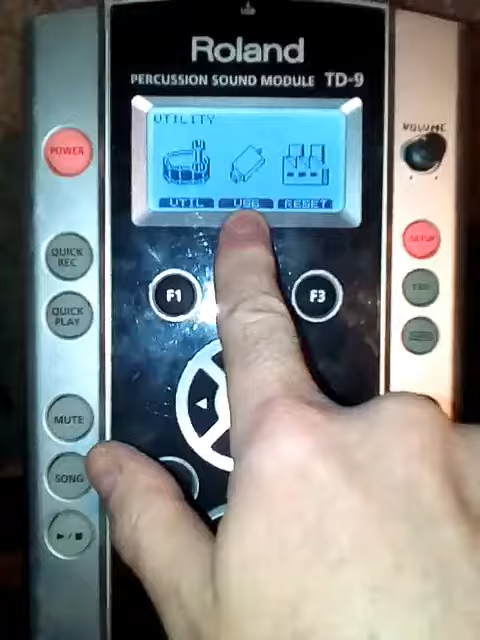 Roland
PERCUSSION SOUND MODULE TD-9
UTILITY
VOLUME
POWER
UTIL USB RESET
SETUP
QUICK
REC
F1
F3
QUICK
PLAY
MUTE
SONG